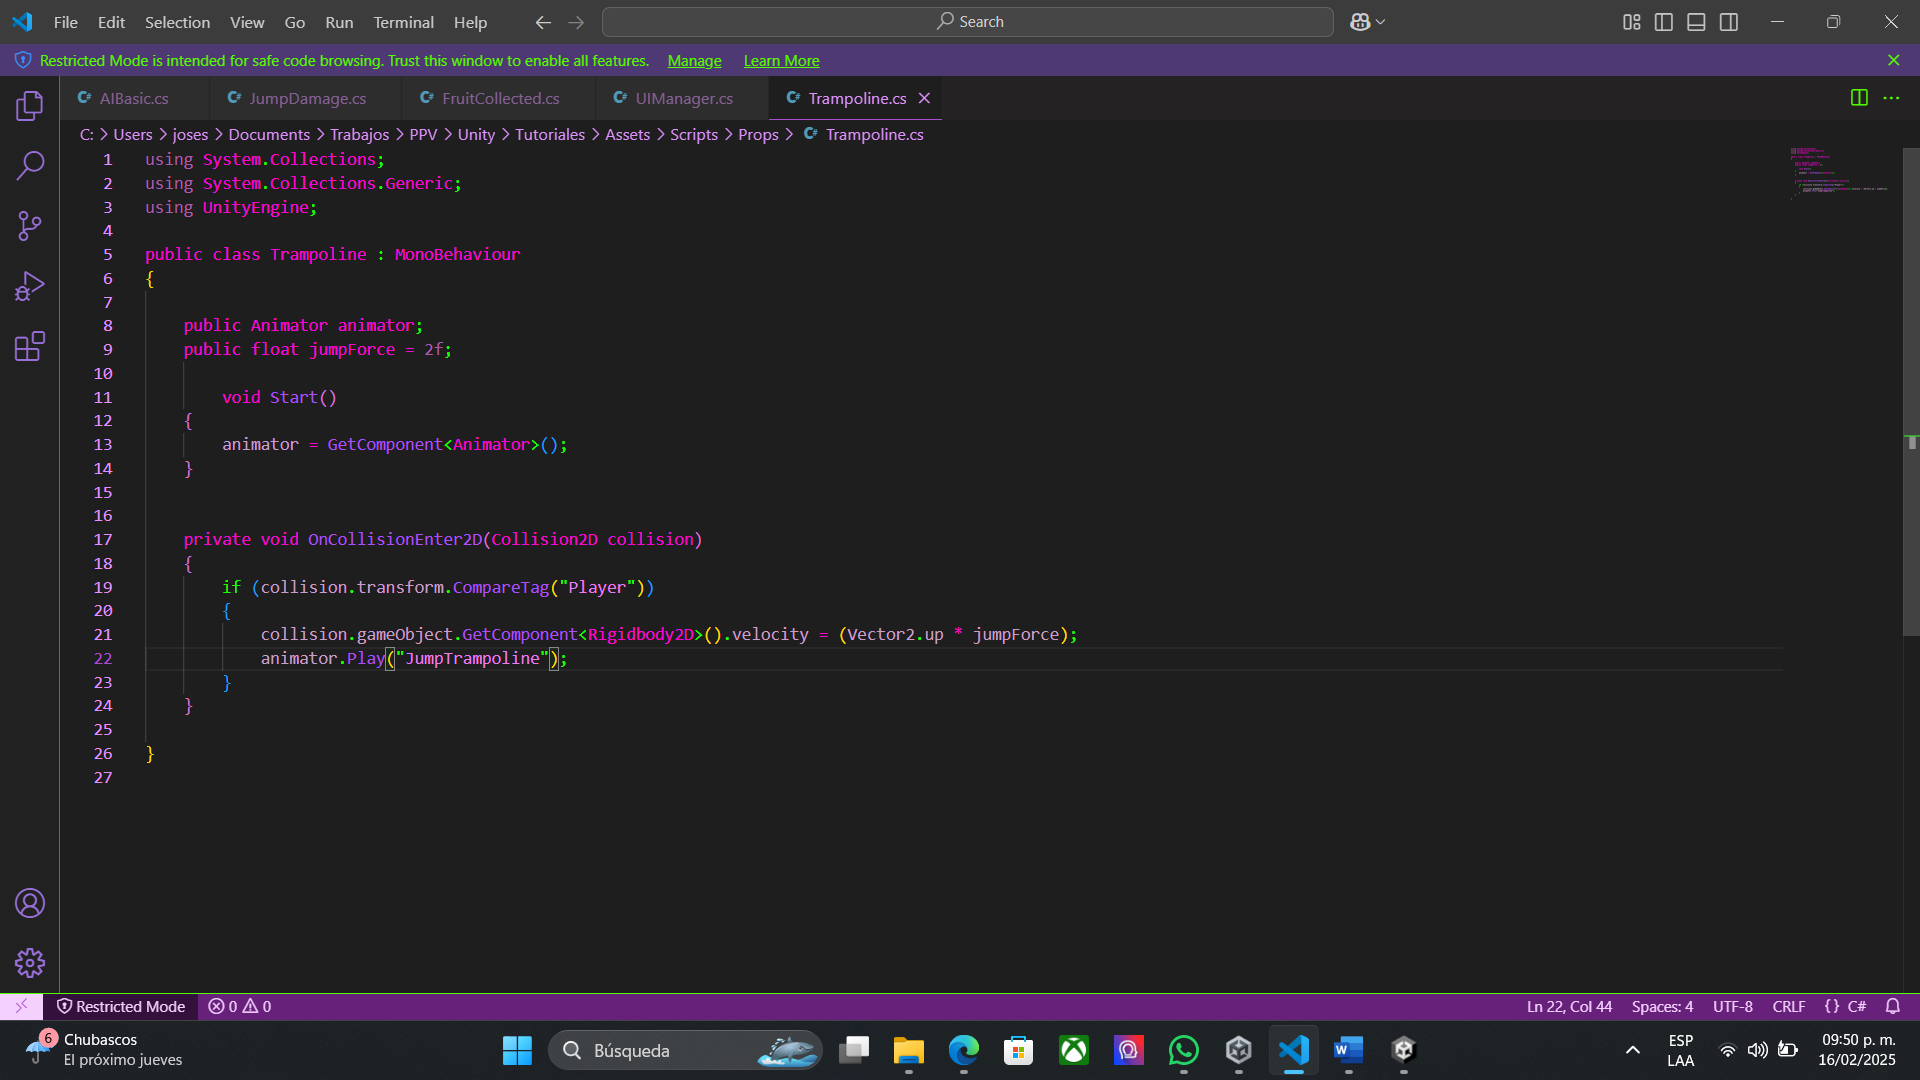 File Edit Selection View Go Run Terminal Help
Search
Restricted Mode is intended for safe code browsing. Trust this window to enable all features. Manage Learn More
AIBasic.cs JumpDamage.cs FruitCollected.cs UIManager.cs Trampoline.cs
C: > Users > joses > Documents > Trabajos > PPV > Unity > Tutoriales > Assets > Scripts > Props > Trampoline.cs
1 using System.Collections;
2 using System.Collections.Generic;
3 using UnityEngine;
4
5 public class Trampoline : MonoBehaviour
6 {
7
8 public Animator animator;
9 public float jumpForce = 2f;
10
11 void Start()
12 {
13 animator = GetComponent<Animator>();
14 }
15
16
17 private void OnCollisionEnter2D(Collision2D collision)
18 {
19 if (collision.transform.CompareTag("Player"))
20 {
21 collision.gameObject.GetComponent<Rigidbody2D>().velocity = (Vector2.up * jumpForce);
22 animator.Play("JumpTrampoline");
23 }
24 }
25
26 }
27
Restricted Mode 0 0 Ln 22, Col 44 Spaces: 4 UTF-8 CRLF {} C#
6 Chubascos
El próximo jueves
Búsqueda
ESP
LAA
09:50 p. m.
16/02/2025